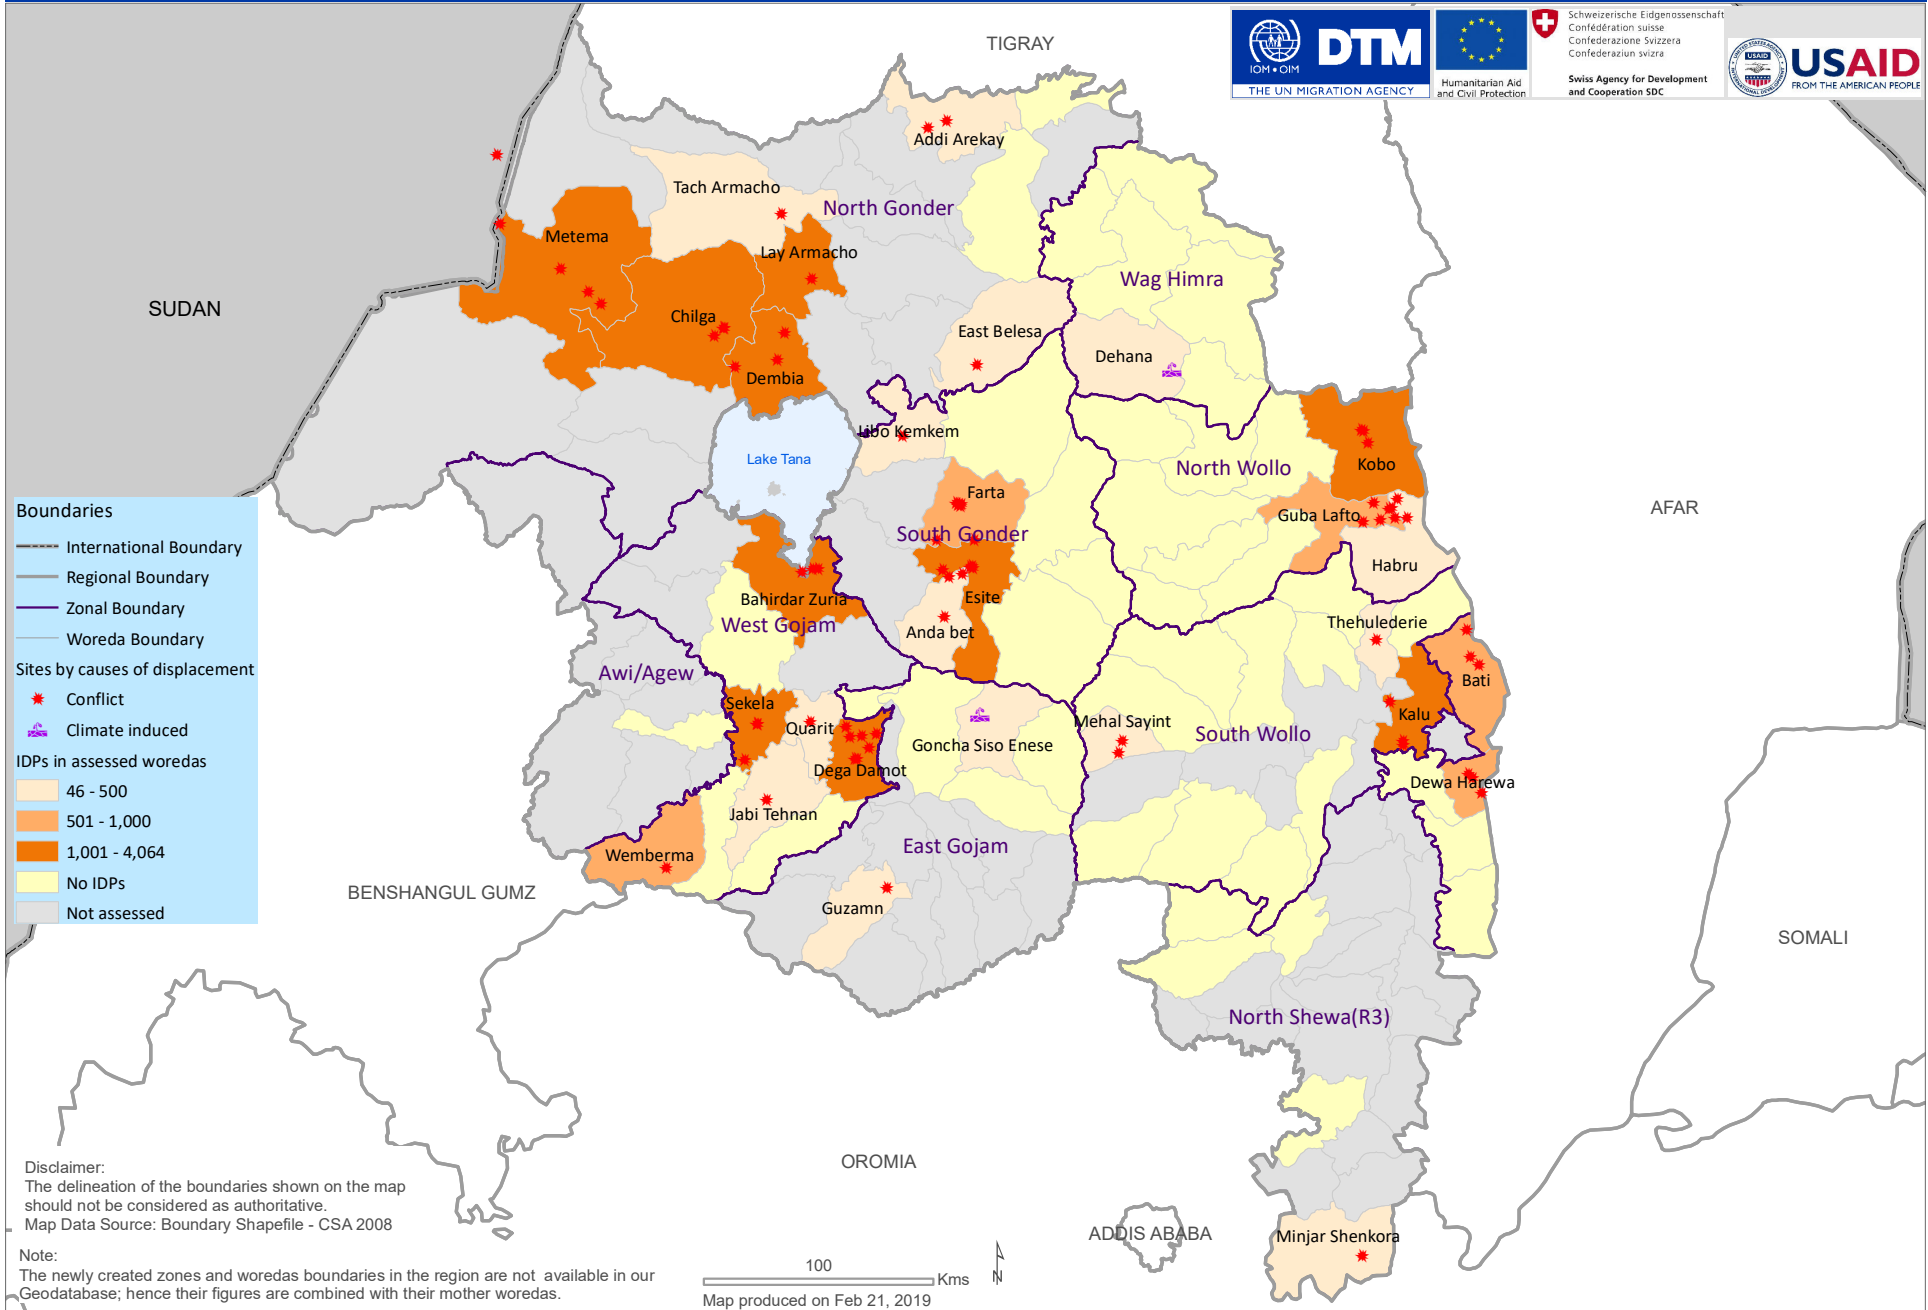 TIGRAY
IOM • OIM
DTM
THE UN MIGRATION AGENCY
Humanitarian Aid
and Civil Protection
Schweizerische Eidgenossenschaft
Confédération suisse
Confederazione Svizzera
Confederaziun svizra
Swiss Agency for Development
and Cooperation SDC
USAID
USAID
FROM THE AMERICAN PEOPLE
Addi Arekay
Tach Armacho
North Gonder
Metema
Lay Armacho
Wag Himra
SUDAN
Chilga
East Belesa
Dehana
Dembia
Libo Kemkem
Lake Tana
North Wollo
Kobo
Farta
Guba Lafto
AFAR
South Gonder
Habru
Bahirdar Zuria
Esite
West Gojam
Anda bet
Thehulederie
Awi/Agew
Bati
Sekela
Quarit
Kalu
Mehal Sayint
South Wollo
Goncha Siso Enese
Dega Damot
Dewa Harewa
Jabi Tehnan
East Gojam
Wemberma
BENSHANGUL GUMZ
Guzamn
SOMALI
North Shewa(R3)
OROMIA
ADDIS ABABA
Minjar Shenkora
Boundaries
International Boundary
Regional Boundary
Zonal Boundary
Woreda Boundary
Sites by causes of displacement
Conflict
Climate induced
IDPs in assessed woredas
46 - 500
501 - 1,000
1,001 - 4,064
No IDPs
Not assessed
Disclaimer:
The delineation of the boundaries shown on the map
should not be considered as authoritative.
Map Data Source: Boundary Shapefile - CSA 2008
Note:
The newly created zones and woredas boundaries in the region are not available in our
Geodatabase; hence their figures are combined with their mother woredas.
100
Kms
N
Map produced on Feb 21, 2019